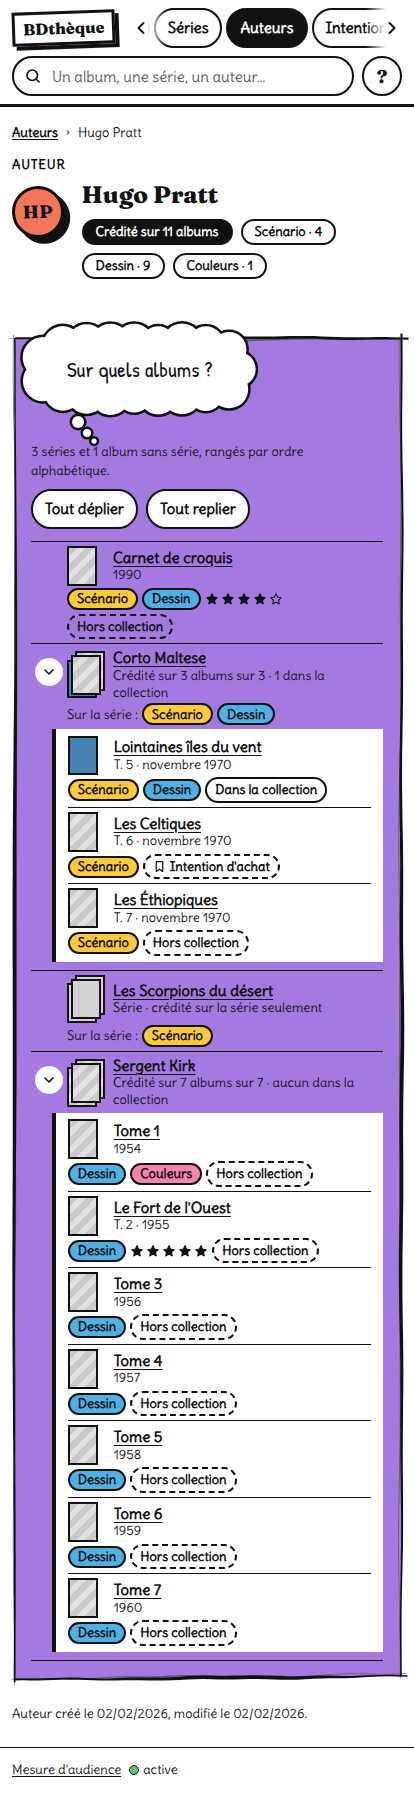 BDthèque
Séries
Auteurs
Intention
Un album, une série, un auteur...
?
Auteurs › Hugo Pratt
AUTEUR
HP
Hugo Pratt
Crédité sur 11 albums
Scénario · 4
Dessin · 9
Couleurs · 1
Sur quels albums ?
3 séries et 1 album sans série, rangés par ordre
alphabétique.
Tout déplier
Tout replier
Carnet de croquis
1990
Scénario Dessin ★★★★☆
Hors collection
Corto Maltese
Crédité sur 3 albums sur 3 · 1 dans la
collection
Sur la série : Scénario Dessin
Lointaines îles du vent
T. 5 · novembre 1970
Scénario Dessin Dans la collection
Les Celtiques
T. 6 · novembre 1970
Scénario Intention d'achat
Les Éthiopiques
T. 7 · novembre 1970
Scénario Hors collection
Les Scorpions du désert
Série · crédité sur la série seulement
Sur la série : Scénario
Sergent Kirk
Crédité sur 7 albums sur 7 · aucun dans la
collection
Tome 1
1954
Dessin Couleurs Hors collection
Le Fort de l'Ouest
T. 2 · 1955
Dessin ★★★★★ Hors collection
Tome 3
1956
Dessin Hors collection
Tome 4
1957
Dessin Hors collection
Tome 5
1958
Dessin Hors collection
Tome 6
1959
Dessin Hors collection
Tome 7
1960
Dessin Hors collection
Auteur créé le 02/02/2026, modifié le 02/02/2026.
Mesure d'audience active